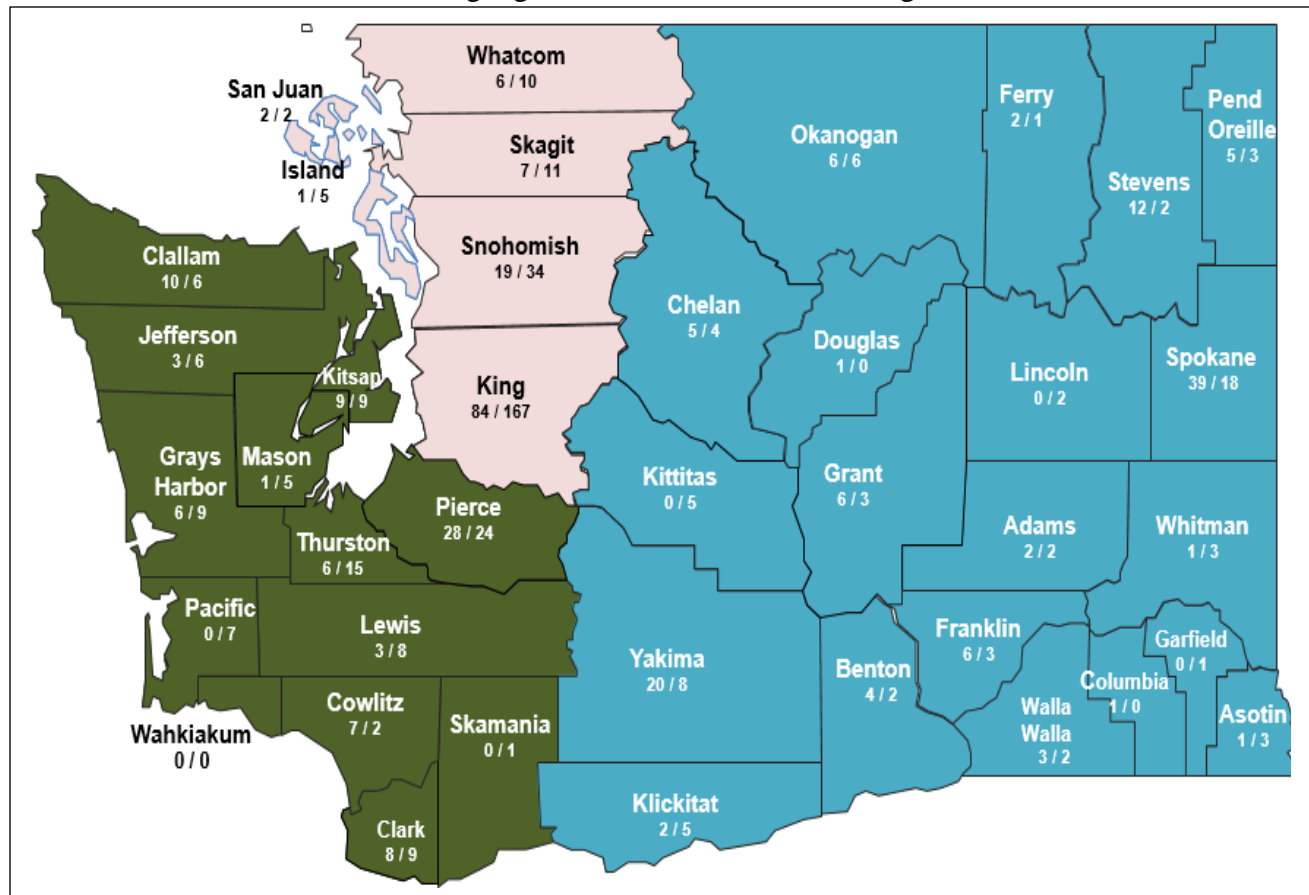 Whatcom
6 / 10
San Juan
2 / 2
Skagit
7 / 11
Island
1 / 5
Snohomish
19 / 34
King
84 / 167
Clallam
10 / 6
Jefferson
3 / 6
Kitsap
9 / 9
Grays
Harbor
6 / 9
Mason
1 / 5
Pierce
28 / 24
Thurston
6 / 15
Pacific
0 / 7
Lewis
3 / 8
Wahkiakum
0 / 0
Cowlitz
7 / 2
Skamania
0 / 1
Clark
8 / 9
Okanogan
6 / 6
Ferry
2 / 1
Stevens
12 / 2
Pend
Oreille
5 / 3
Chelan
5 / 4
Douglas
1 / 0
Lincoln
0 / 2
Spokane
39 / 18
Kittitas
0 / 5
Grant
6 / 3
Adams
2 / 2
Whitman
1 / 3
Yakima
20 / 8
Benton
4 / 2
Franklin
6 / 3
Walla
Walla
3 / 2
Columbia
1 / 0
Garfield
0 / 1
Asotin
1 / 3
Klickitat
2 / 5